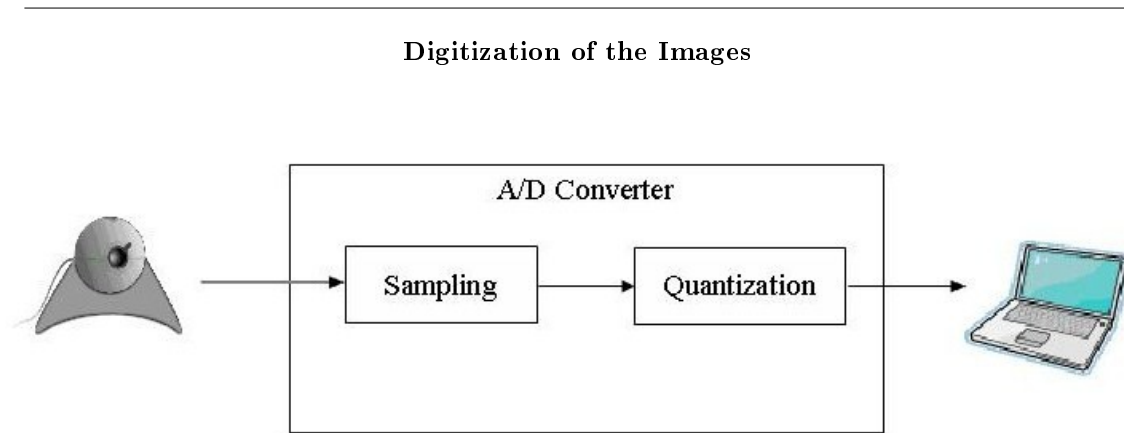 Digitization of the Images
A/D Converter
Sampling
Quantization